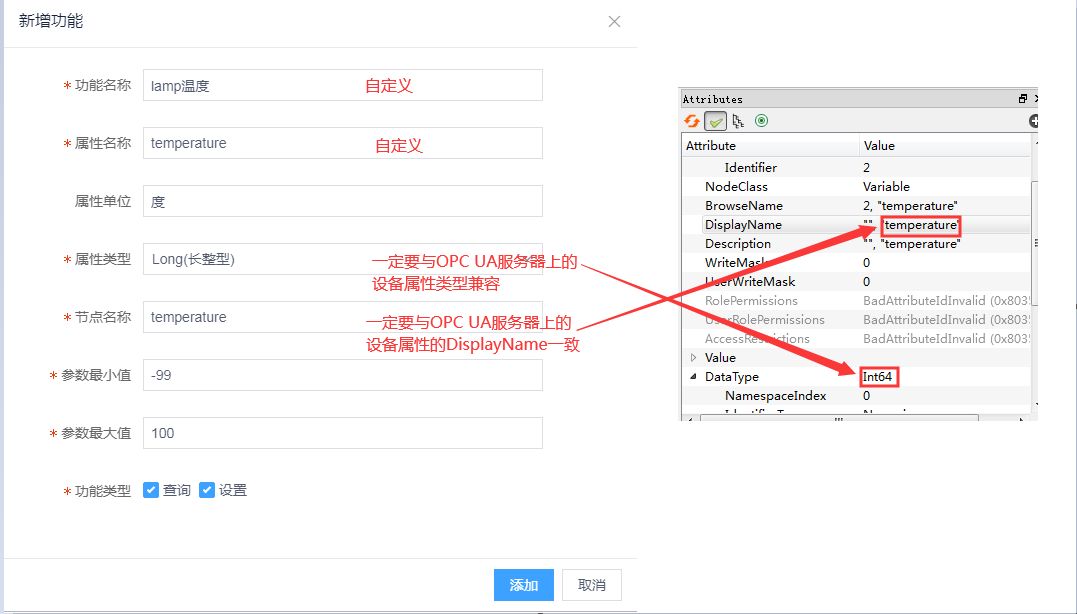 新增功能
* 功能名称 lamp温度 自定义
* 属性名称 temperature 自定义
属性单位 度
* 属性类型 Long(长整型) 一定要与OPC UA服务器上的
设备属性类型兼容
* 节点名称 temperature 一定要与OPC UA服务器上的
设备属性的DisplayName一致
* 参数最小值 -99
* 参数最大值 100
* 功能类型 查询 设置
添加 取消
Attributes
Attribute Value
Identifier 2
NodeClass Variable
BrowseName 2, "temperature"
DisplayName "", "temperature"
Description "", "temperature"
WriteMask 0
UserWriteMask 0
RolePermissions BadAttributeIdInvalid (0x803
UserRolePermissions BadAttributeIdInvalid (0x803
AccessRestrictions BadAttributeIdInvalid (0x803
Value
DataType Int64
NamespaceIndex 0